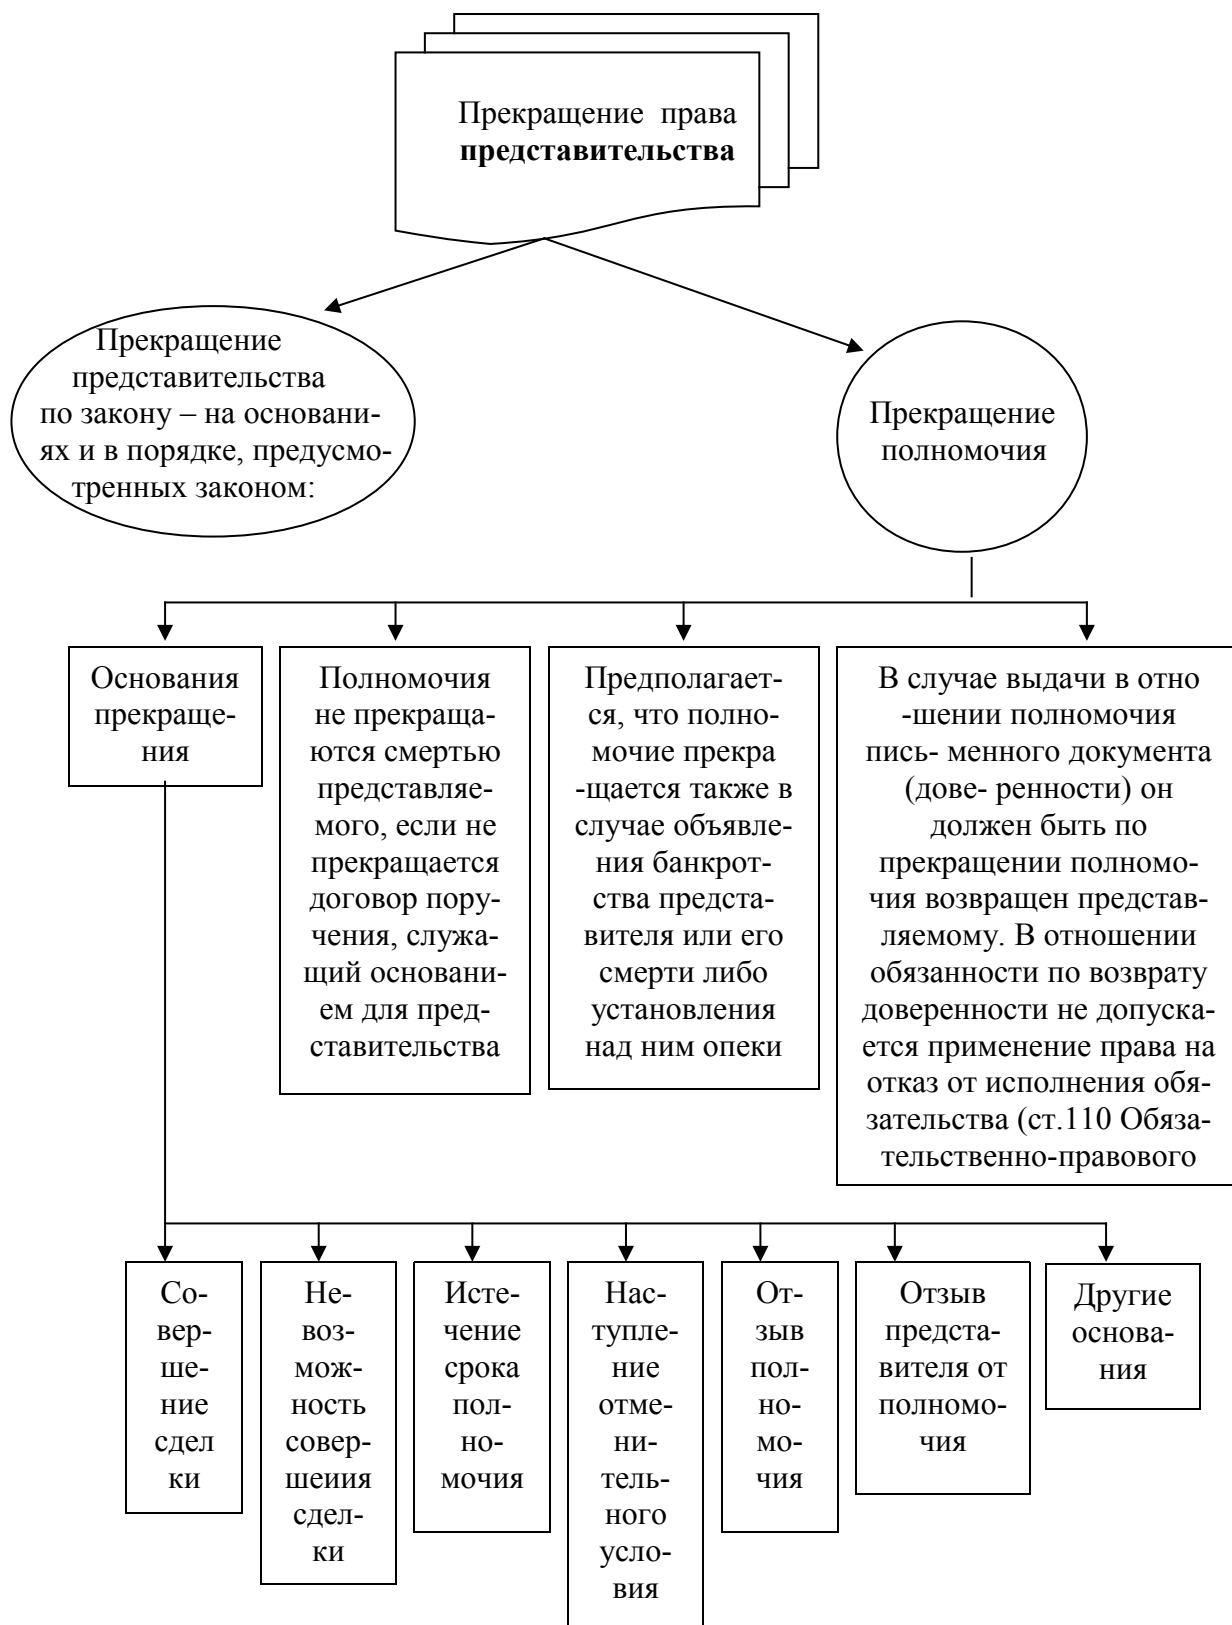 Прекращение права
представительства
Прекращение
представительства
по закону – на основани-
ях и в порядке, предусмо-
тренных законом:
Прекращение
полномочия
Основания
прекраще-
ния
Полномочия
не прекраща-
ются смертью
представляе-
мого, если не
прекращается
договор пору-
чения, служа-
щий основани-
ем для пред-
ставительства
Предполагает-
ся, что полно-
мочие прекра
-щается также в
случае объявле-
ния банкрот-
ства предста-
вителя или его
смерти либо
установления
над ним опеки
В случае выдачи в отно
-шении полномочия
пись- менного документа
(дове- ренности) он
должен быть по
прекращении полномо-
чия возвращен представ-
ляемому. В отношении
обязанности по возврату
доверенности не допуска-
ется применение права на
отказ от исполнения обя-
зательства (ст.110 Обяза-
тельственно-правового
Со-
вер-
ше-
ние
сдел
ки
Не-
воз-
мож-
ность
совер-
шеиия
сдел-
ки
Исте-
чение
срока
пол-
но-
мочия
Нас-
тупле-
ние
отме-
ни-
тель-
ного
усло-
вия
От-
зыв
пол-
но-
мо-
чия
Отзыв
предста-
вителя от
полномо-
чия
Другие
основа-
ния